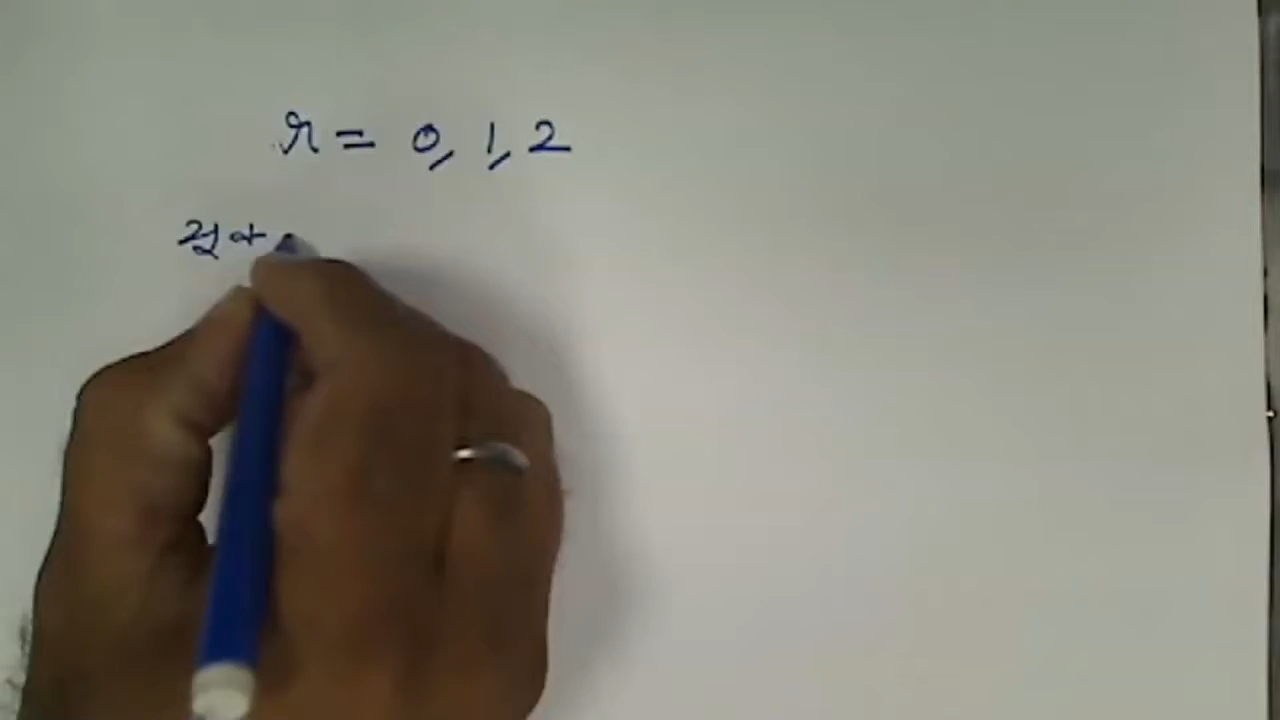 r = 0, 1, 2